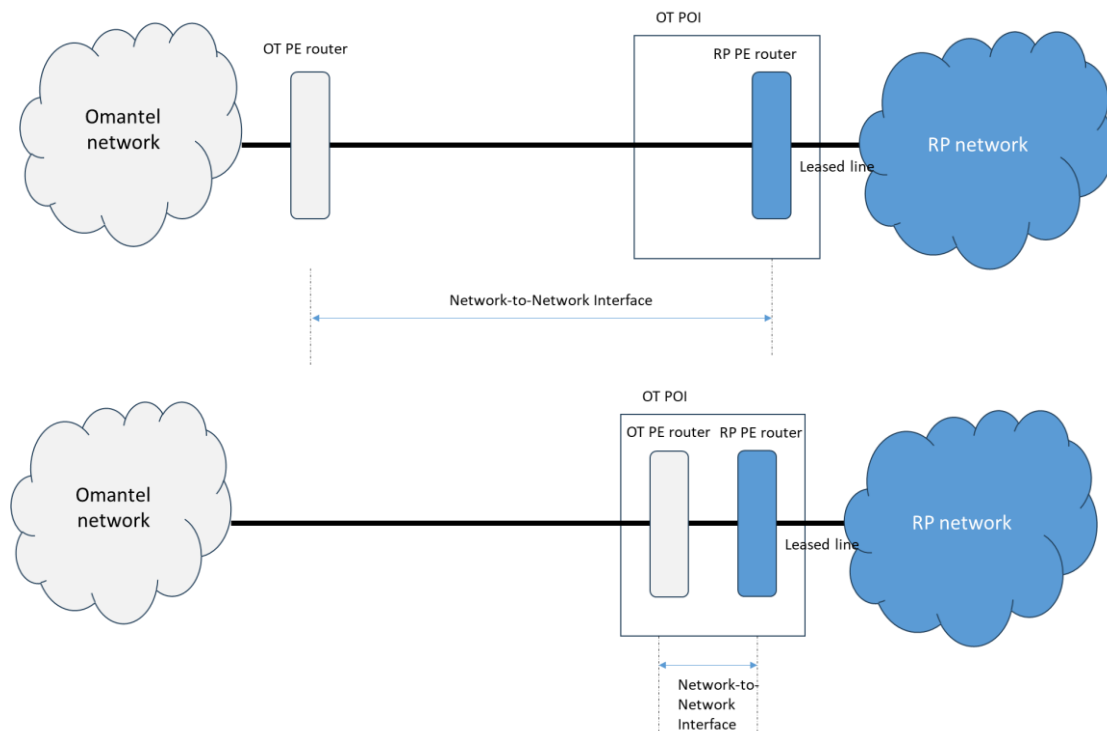 OT POI
OT PE router
RP PE router
Omantel
network
RP network
Leased line
Network-to-Network Interface
OT POI
OT PE router
RP PE router
Omantel
network
RP network
Leased line
Network-to-
Network
Interface